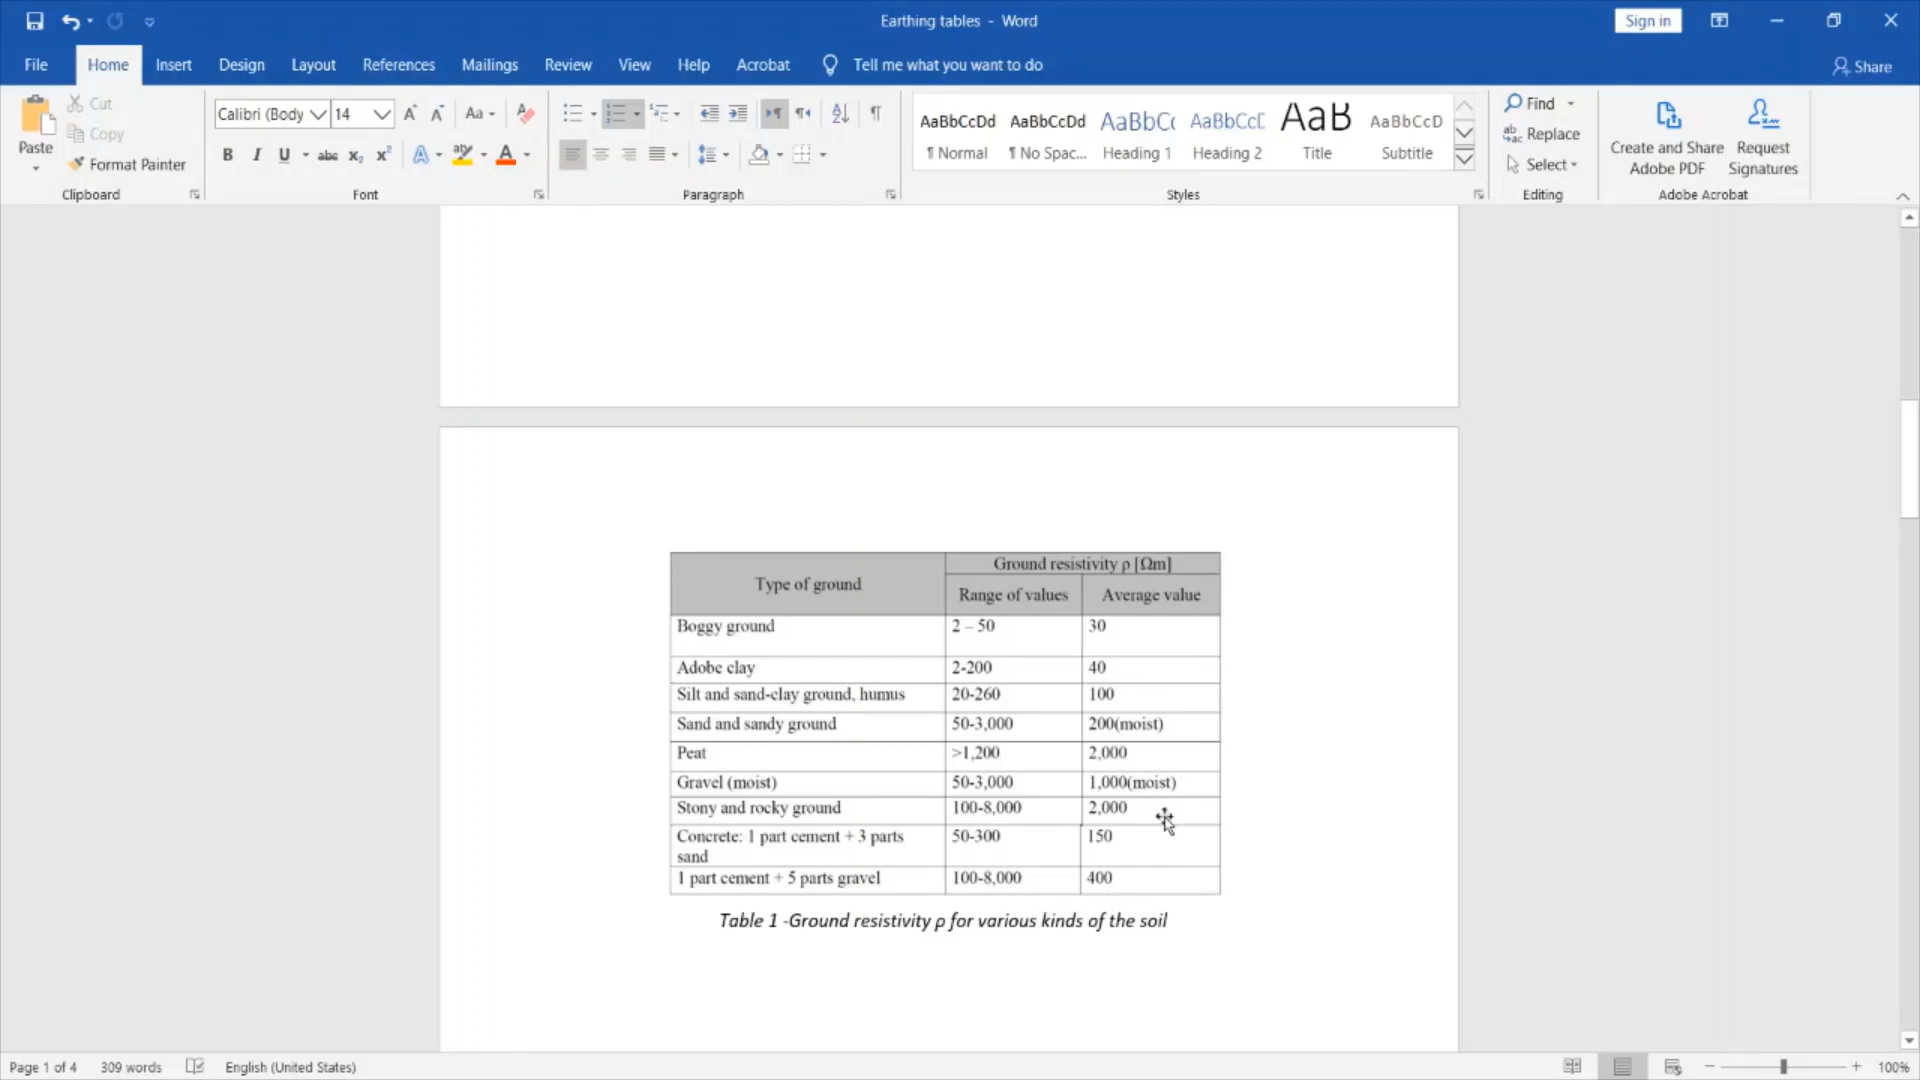 Earthing tables - Word
Sign in
File Home Insert Design Layout References Mailings Review View Help Acrobat Tell me what you want to do Share
Paste
Cut
Copy
Format Painter
Clipboard
Calibri (Body 14
Font
Paragraph
AaBbCcDd AaBbCcDd AaBbC( AaBbCcC AaB AaBbCcD
¶ Normal ¶ No Spac... Heading 1 Heading 2 Title Subtitle
Styles
Find
Replace
Select
Editing
Create and Share
Adobe PDF
Request
Signatures
Adobe Acrobat
Type of ground
Ground resistivity ρ [Ωm]
Range of values Average value
Boggy ground 2 – 50 30
Adobe clay 2-200 40
Silt and sand-clay ground, humus 20-260 100
Sand and sandy ground 50-3,000 200(moist)
Peat >1,200 2,000
Gravel (moist) 50-3,000 1,000(moist)
Stony and rocky ground 100-8,000 2,000
Concrete: 1 part cement + 3 parts 50-300 150
sand
1 part cement + 5 parts gravel 100-8,000 400
Table 1 -Ground resistivity ρ for various kinds of the soil
Page 1 of 4 309 words English (United States) 100%